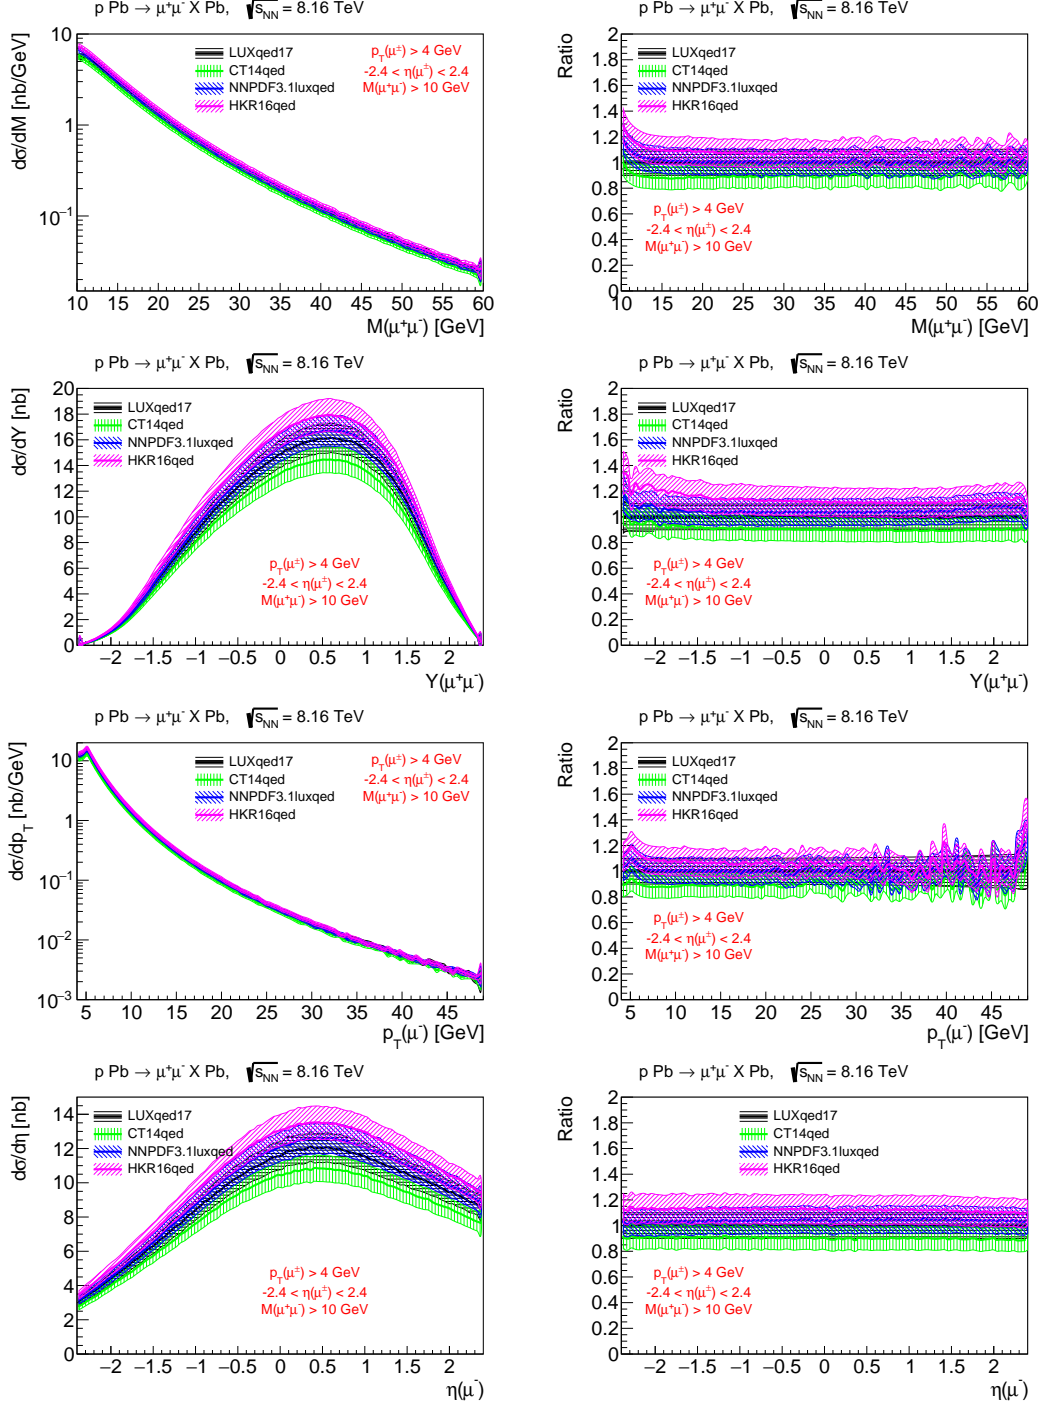 p Pb → μ⁺μ⁻ X Pb, √s_NN = 8.16 TeV
dσ/dM [nb/GeV]
10
1
10⁻¹
LUXqed17
CT14qed
NNPDF3.1luxqed
HKR16qed
p_T(μ±) > 4 GeV
-2.4 < η(μ±) < 2.4
M(μ⁺μ⁻) > 10 GeV
10 15 20 25 30 35 40 45 50 55 60
M(μ⁺μ⁻) [GeV]
p Pb → μ⁺μ⁻ X Pb, √s_NN = 8.16 TeV
Ratio
2
1.8
1.6
1.4
1.2
1
0.8
0.6
0.4
0.2
0
LUXqed17
CT14qed
NNPDF3.1luxqed
HKR16qed
p_T(μ±) > 4 GeV
-2.4 < η(μ±) < 2.4
M(μ⁺μ⁻) > 10 GeV
10 15 20 25 30 35 40 45 50 55 60
M(μ⁺μ⁻) [GeV]
p Pb → μ⁺μ⁻ X Pb, √s_NN = 8.16 TeV
dσ/dY [nb]
20
18
16
14
12
10
8
6
4
2
0
LUXqed17
CT14qed
NNPDF3.1luxqed
HKR16qed
p_T(μ±) > 4 GeV
-2.4 < η(μ±) < 2.4
M(μ⁺μ⁻) > 10 GeV
−2 −1.5 −1 −0.5 0 0.5 1 1.5 2
Y(μ⁺μ⁻)
p Pb → μ⁺μ⁻ X Pb, √s_NN = 8.16 TeV
Ratio
2
1.8
1.6
1.4
1.2
1
0.8
0.6
0.4
0.2
0
LUXqed17
CT14qed
NNPDF3.1luxqed
HKR16qed
p_T(μ±) > 4 GeV
-2.4 < η(μ±) < 2.4
M(μ⁺μ⁻) > 10 GeV
−2 −1.5 −1 −0.5 0 0.5 1 1.5 2
Y(μ⁺μ⁻)
p Pb → μ⁺μ⁻ X Pb, √s_NN = 8.16 TeV
dσ/dp_T [nb/GeV]
10
1
10⁻¹
10⁻²
10⁻³
LUXqed17
CT14qed
NNPDF3.1luxqed
HKR16qed
p_T(μ±) > 4 GeV
-2.4 < η(μ±) < 2.4
M(μ⁺μ⁻) > 10 GeV
5 10 15 20 25 30 35 40 45
p_T(μ⁻) [GeV]
p Pb → μ⁺μ⁻ X Pb, √s_NN = 8.16 TeV
Ratio
2
1.8
1.6
1.4
1.2
1
0.8
0.6
0.4
0.2
0
LUXqed17
CT14qed
NNPDF3.1luxqed
HKR16qed
p_T(μ±) > 4 GeV
-2.4 < η(μ±) < 2.4
M(μ⁺μ⁻) > 10 GeV
5 10 15 20 25 30 35 40 45
p_T(μ⁻) [GeV]
p Pb → μ⁺μ⁻ X Pb, √s_NN = 8.16 TeV
dσ/dη [nb]
14
12
10
8
6
4
2
0
LUXqed17
CT14qed
NNPDF3.1luxqed
HKR16qed
p_T(μ±) > 4 GeV
-2.4 < η(μ±) < 2.4
M(μ⁺μ⁻) > 10 GeV
−2 −1.5 −1 −0.5 0 0.5 1 1.5 2
η(μ⁻)
p Pb → μ⁺μ⁻ X Pb, √s_NN = 8.16 TeV
Ratio
2
1.8
1.6
1.4
1.2
1
0.8
0.6
0.4
0.2
0
LUXqed17
CT14qed
NNPDF3.1luxqed
HKR16qed
p_T(μ±) > 4 GeV
-2.4 < η(μ±) < 2.4
M(μ⁺μ⁻) > 10 GeV
−2 −1.5 −1 −0.5 0 0.5 1 1.5 2
η(μ⁻)